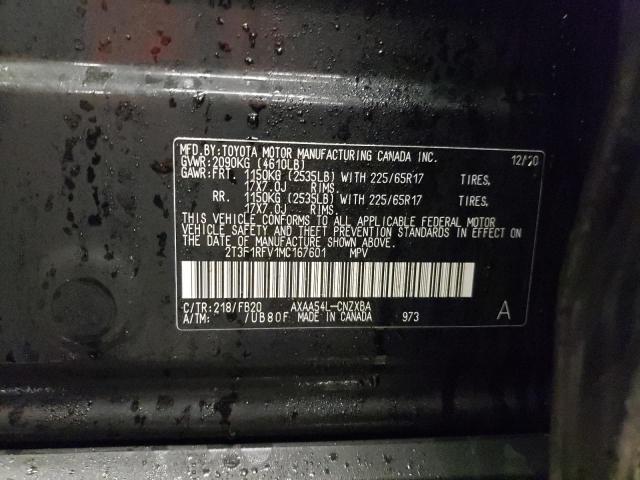 MFD. BY: TOYOTA MOTOR MANUFACTURING CANADA INC. 12/20
GVWR: 2090KG (4610LB)
GAWR: FRT. 1150KG (2535LB) WITH 225/65R17 TIRES,
17X7.0J RIMS,
RR. 1150KG (2535LB) WITH 225/65R17 TIRES,
17X7.0J RIMS.
THIS VEHICLE CONFORMS TO ALL APPLICABLE FEDERAL MOTOR
VEHICLE SAFETY AND THEFT PREVENTION STANDARDS IN EFFECT ON
THE DATE OF MANUFACTURE SHOWN ABOVE.
2T3F1RFV1MC167601 MPV
C/TR: 218/FB20 AXAA54L-CNZXBA
A/TM: /UB80F MADE IN CANADA 973 A